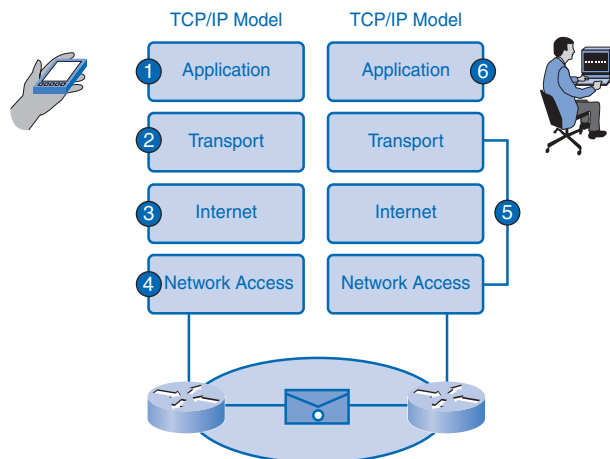 TCP/IP Model TCP/IP Model
1 Application Application 6
2 Transport Transport
3 Internet Internet 5
4 Network Access Network Access